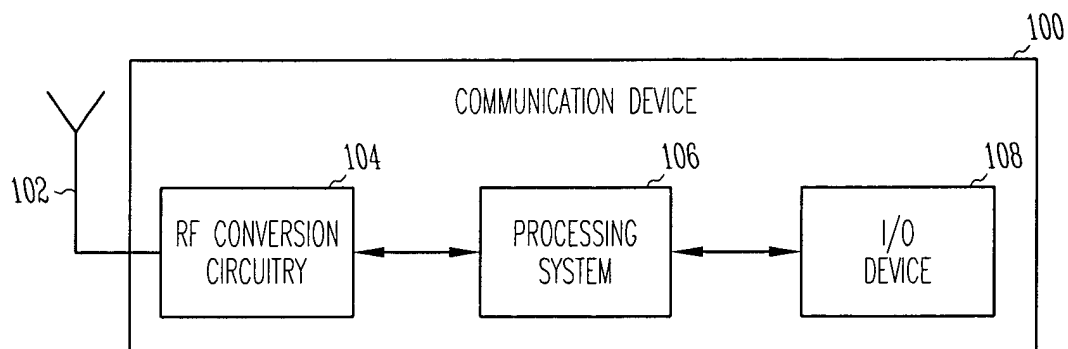 100
COMMUNICATION DEVICE
102
104
RF CONVERSION
CIRCUITRY
106
PROCESSING
SYSTEM
108
I/O
DEVICE